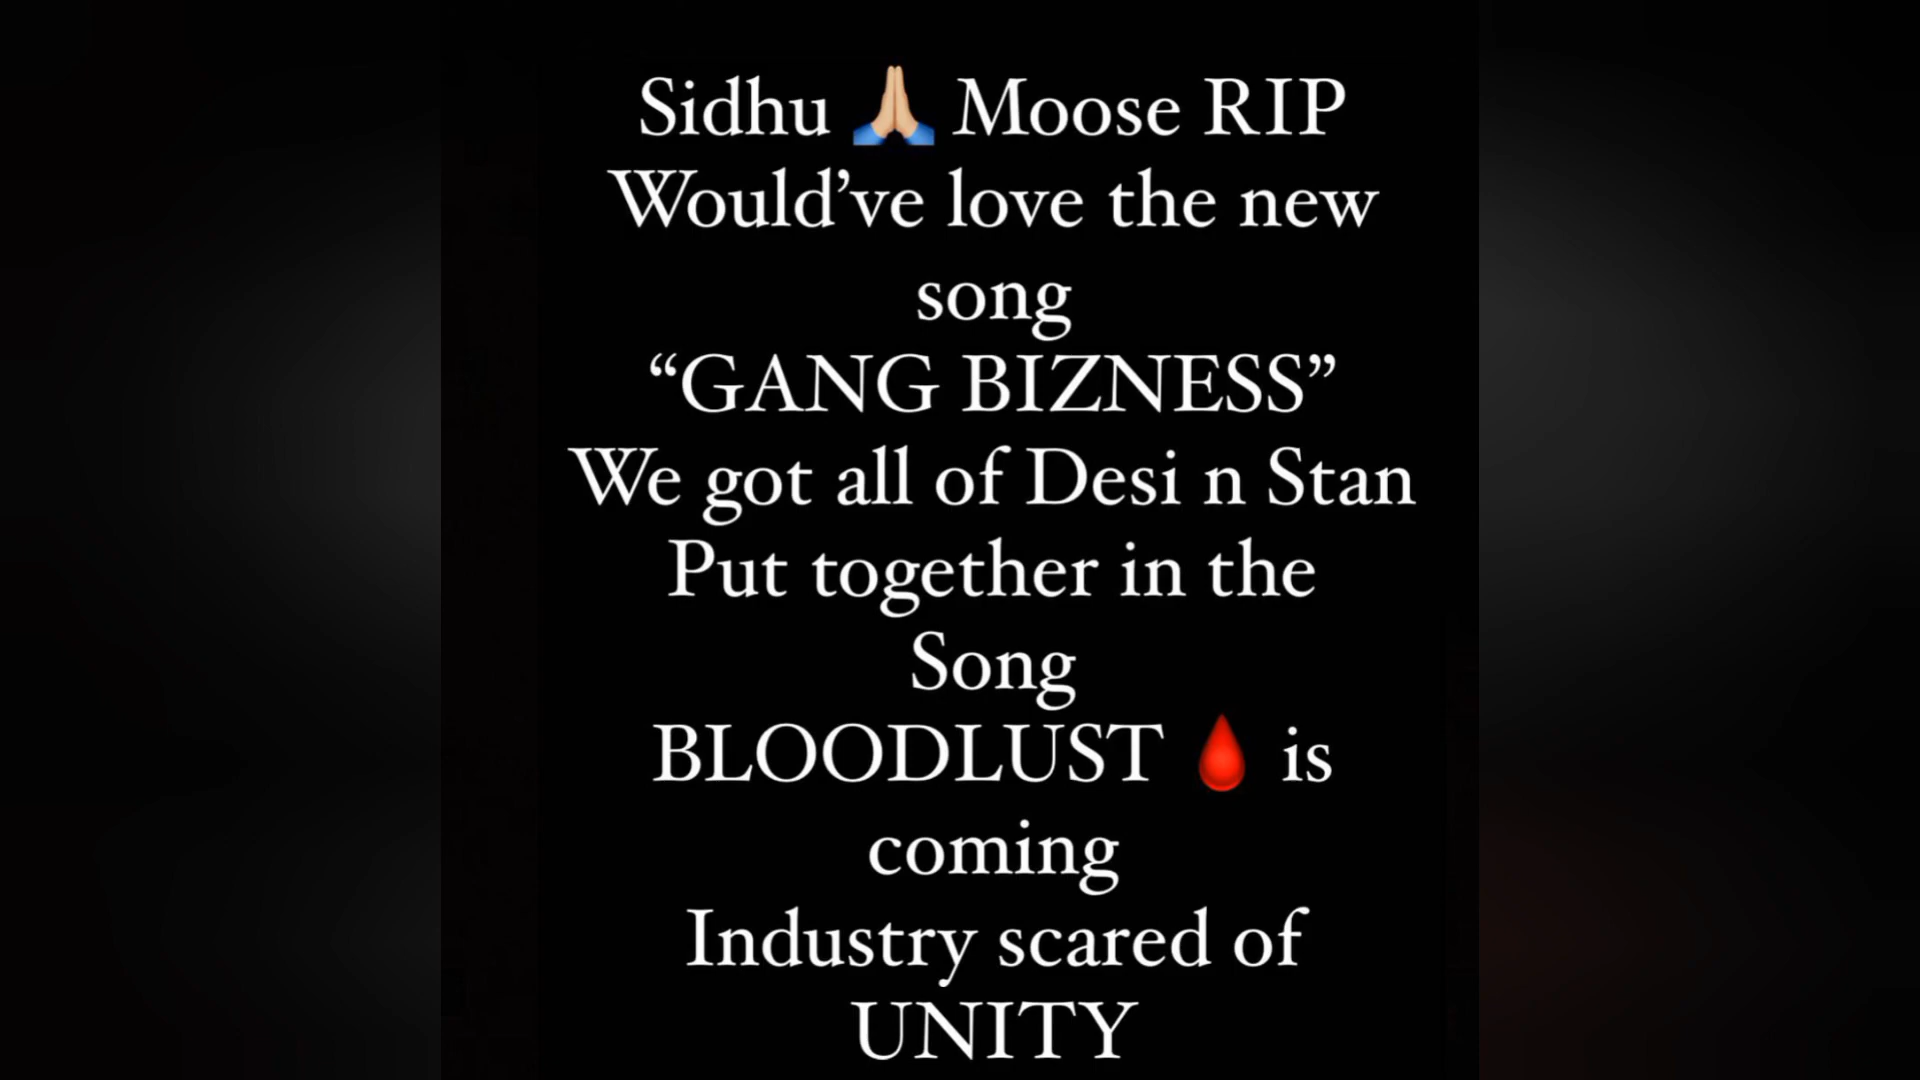 Sidhu 🙏🏼 Moose RIP
Would’ve love the new
song
“GANG BIZNESS”
We got all of Desi n Stan
Put together in the
Song
BLOODLUST 🩸 is
coming
Industry scared of
UNITY